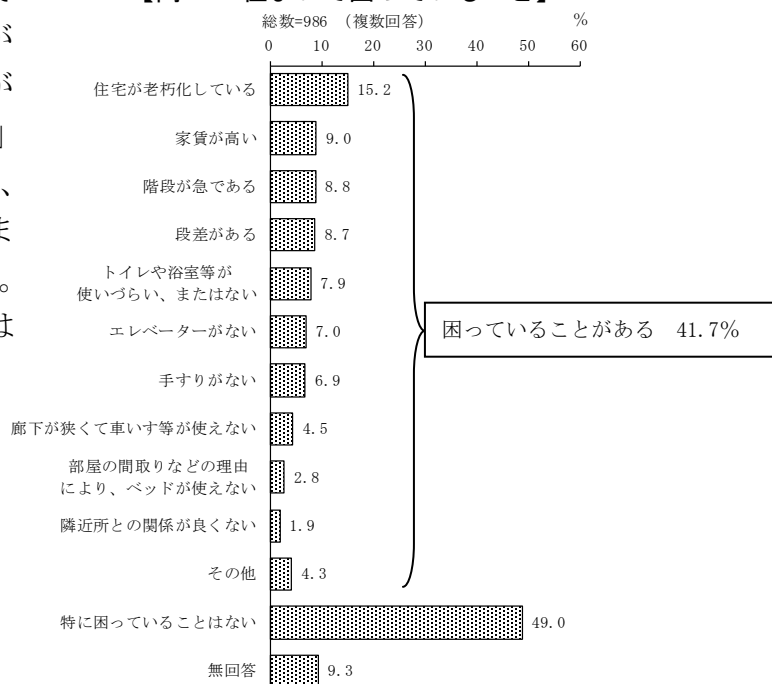 総数=986 （複数回答）
%
0 10 20 30 40 50 60
住宅が老朽化している 15.2
家賃が高い 9.0
階段が急である 8.8
段差がある 8.7
トイレや浴室等が
使いづらい、またはない 7.9
エレベーターがない 7.0
手すりがない 6.9
廊下が狭くて車いす等が使えない 4.5
部屋の間取りなどの理由
により、ベッドが使えない 2.8
隣近所との関係が良くない 1.9
その他 4.3
特に困っていることはない 49.0
無回答 9.3
困っていることがある 41.7%
が
が
」
、
ま
。
は